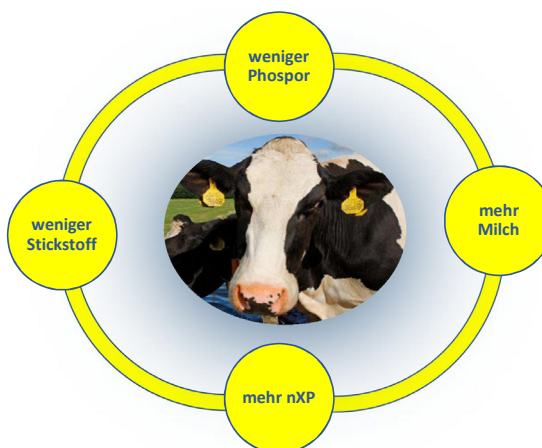 weniger
Phospor
weniger
Stickstoff
mehr
Milch
mehr nXP